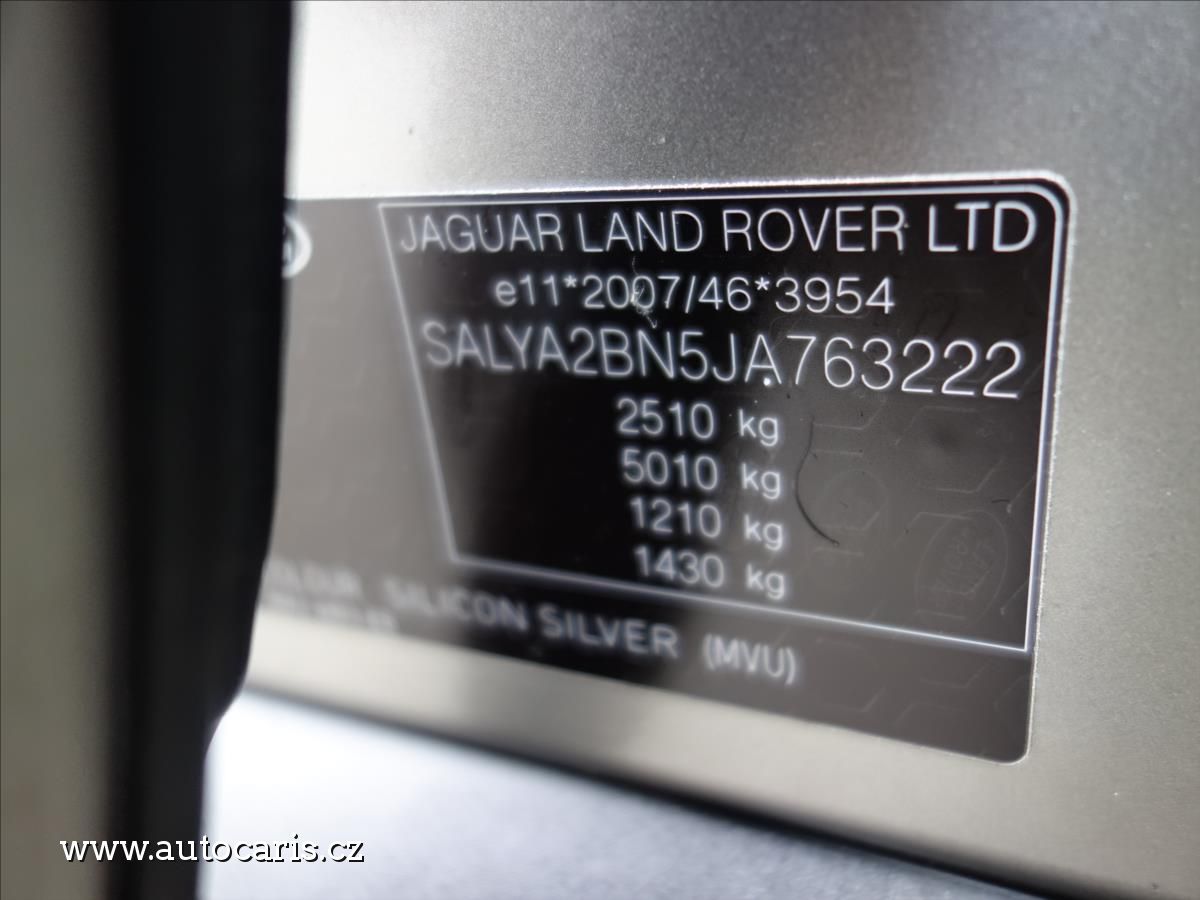 JAGUAR LAND ROVER LTD
e11*2007/46*3954
SALYA2BN5JA763222
2510 kg
5010 kg
1210 kg
1430 kg
SILICON SILVER (MVU)
www.autocaris.cz